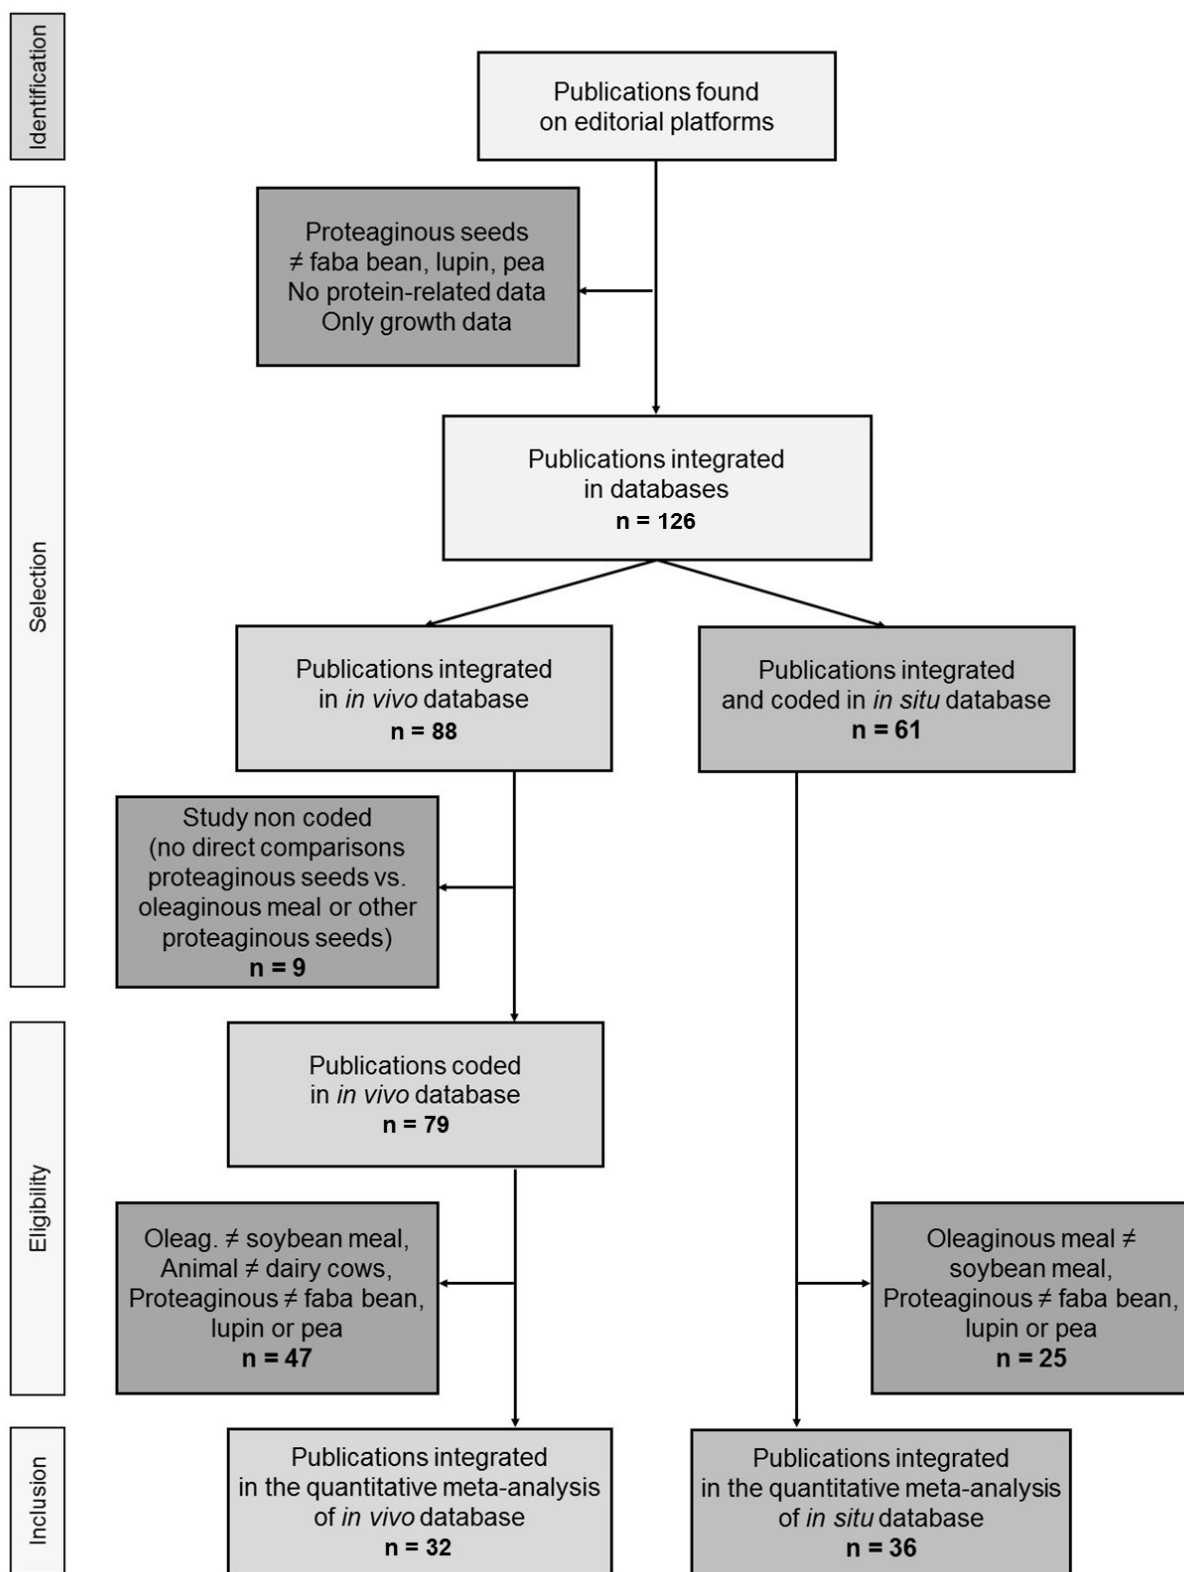 Identification
Publications found
on editorial platforms
Selection
Proteaginous seeds
≠ faba bean, lupin, pea
No protein-related data
Only growth data
Publications integrated
in databases
n = 126
Publications integrated
in in vivo database
n = 88
Publications integrated
and coded in in situ database
n = 61
Study non coded
(no direct comparisons
proteaginous seeds vs.
oleaginous meal or other
proteaginous seeds)
n = 9
Eligibility
Publications coded
in in vivo database
n = 79
Oleag. ≠ soybean meal,
Animal ≠ dairy cows,
Proteaginous ≠ faba bean,
lupin or pea
n = 47
Oleaginous meal ≠
soybean meal,
Proteaginous ≠ faba bean,
lupin or pea
n = 25
Inclusion
Publications integrated
in the quantitative meta-analysis
of in vivo database
n = 32
Publications integrated
in the quantitative meta-analysis
of in situ database
n = 36